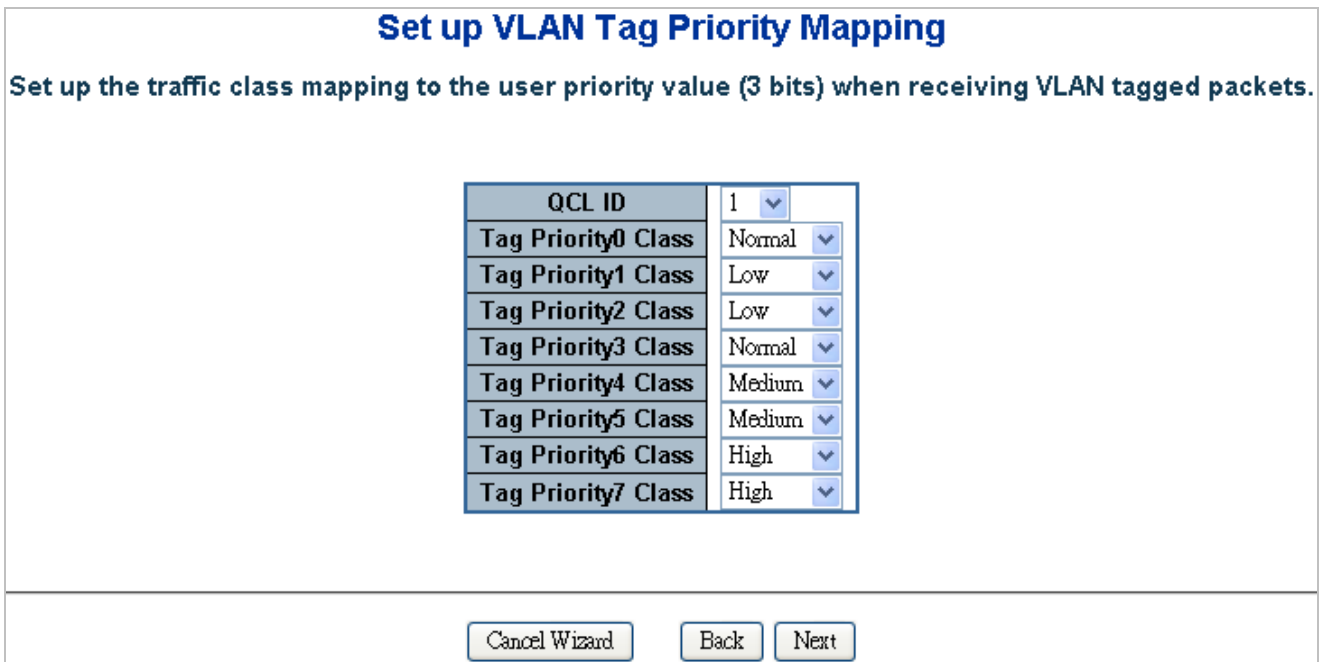 Set up VLAN Tag Priority Mapping
Set up the traffic class mapping to the user priority value (3 bits) when receiving VLAN tagged packets.
QCL ID 1
Tag Priority0 Class Normal
Tag Priority1 Class Low
Tag Priority2 Class Low
Tag Priority3 Class Normal
Tag Priority4 Class Medium
Tag Priority5 Class Medium
Tag Priority6 Class High
Tag Priority7 Class High
Cancel Wizard Back Next